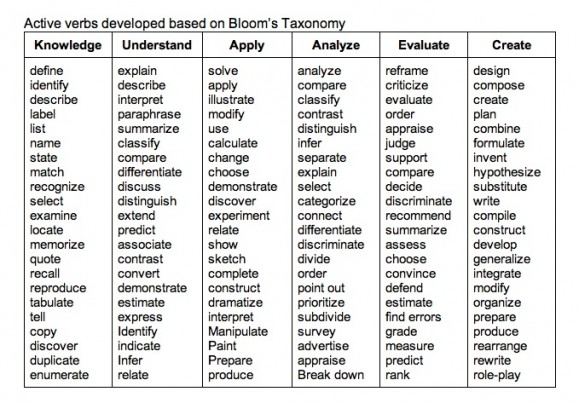 Active verbs developed based on Bloom's Taxonomy
Knowledge Understand Apply Analyze Evaluate Create
define explain solve analyze reframe design
identify describe apply compare criticize compose
describe interpret illustrate classify evaluate create
label paraphrase modify contrast order plan
list summarize use distinguish appraise combine
name classify calculate infer judge formulate
state compare change separate support invent
match differentiate choose explain compare hypothesize
recognize discuss demonstrate select decide substitute
select distinguish discover categorize discriminate write
examine extend experiment connect recommend compile
locate predict relate differentiate summarize construct
memorize associate show discriminate assess develop
quote contrast sketch divide choose generalize
recall convert complete order convince integrate
reproduce demonstrate construct point out defend modify
tabulate estimate dramatize prioritize estimate organize
tell express interpret subdivide find errors prepare
copy Identify Manipulate survey grade produce
discover indicate Paint advertise measure rearrange
duplicate Infer Prepare appraise predict rewrite
enumerate relate produce Break down rank role-play